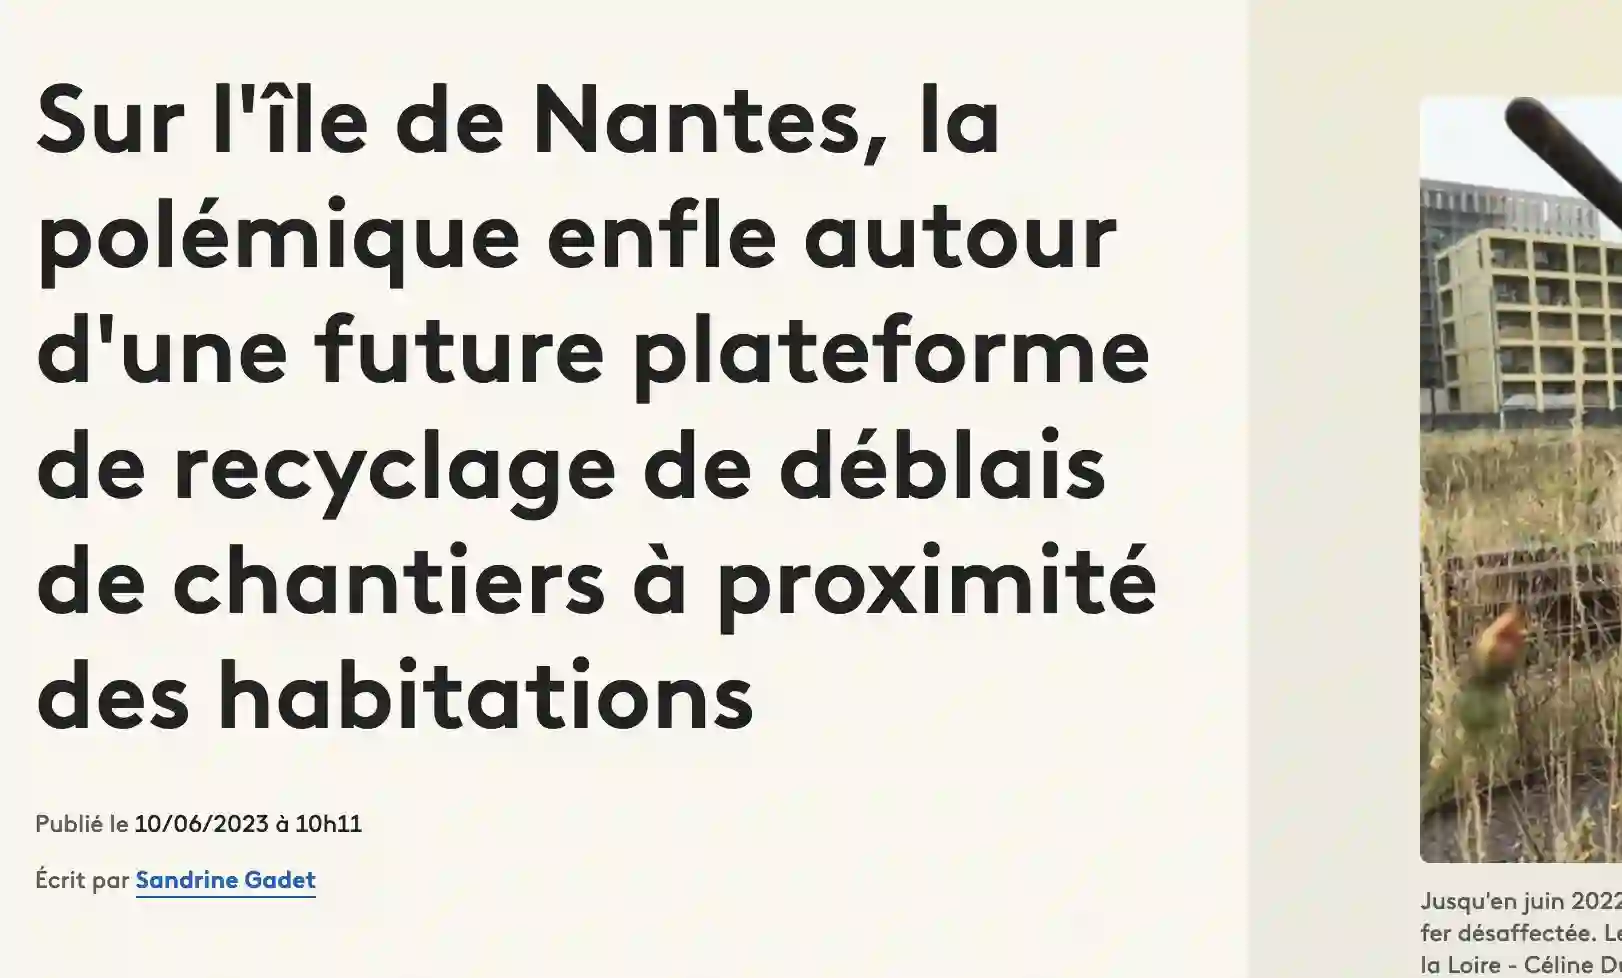 Sur l'île de Nantes, la
polémique enfle autour
d'une future plateforme
de recyclage de déblais
de chantiers à proximité
des habitations
Publié le 10/06/2023 à 10h11
Écrit par Sandrine Gadet
Jusqu'en juin 2022
fer désaffectée.
la Loire - Céline